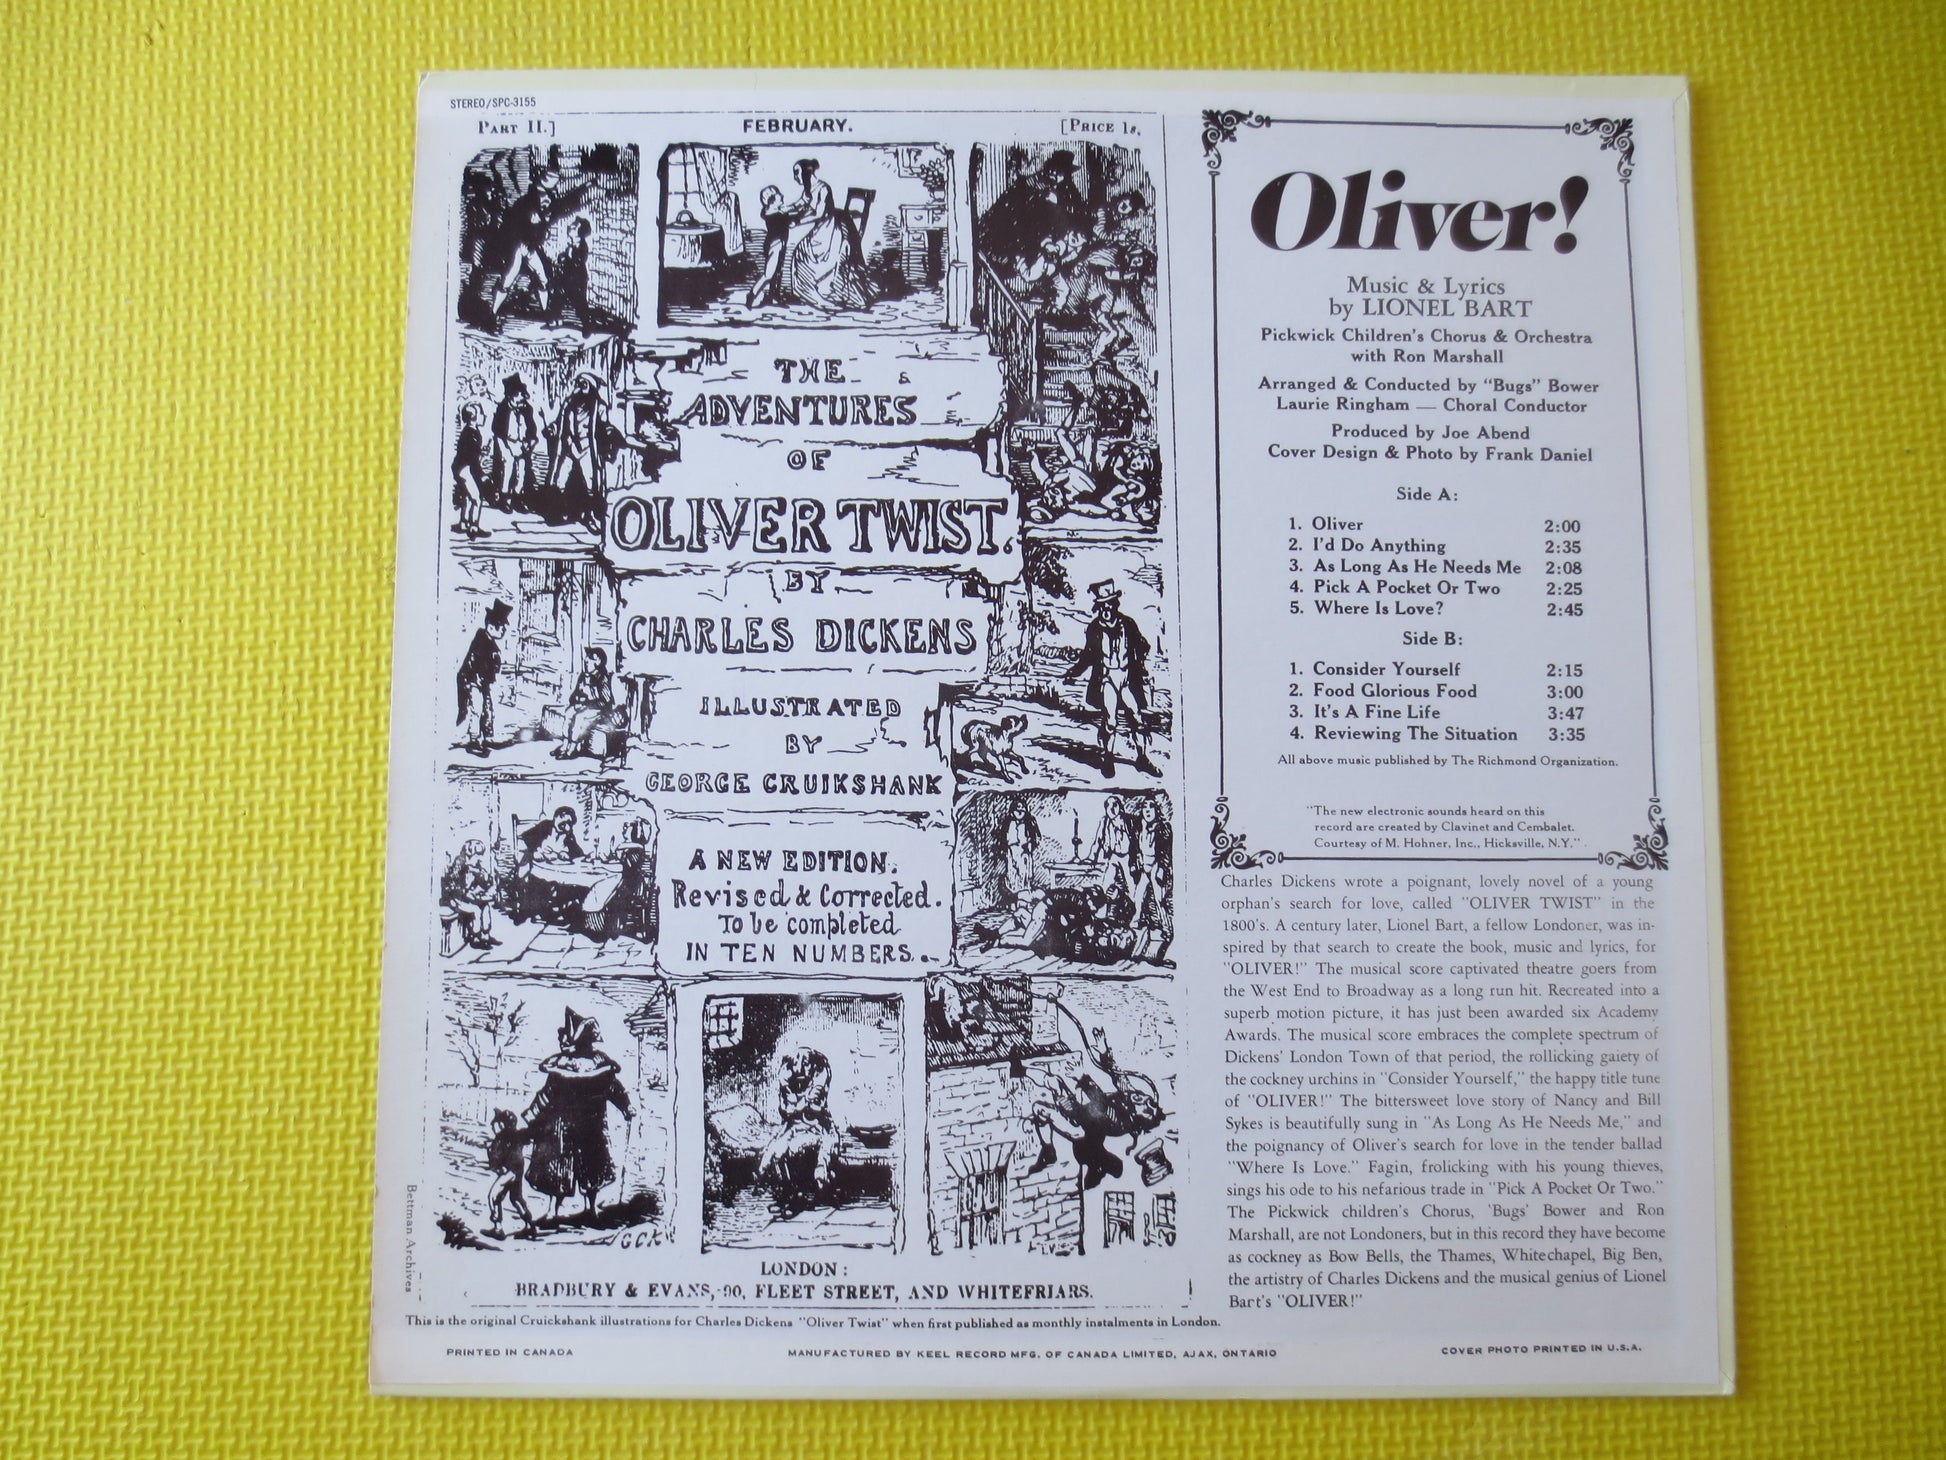 STEREO/SPC-3155
PART II.]
FEBRUARY.
[PRICE 1s.
THE
ADVENTURES
OF
OLIVER TWIST.
BY
CHARLES DICKENS
ILLUSTRATED
BY
GEORGE CRUIKSHANK
A NEW EDITION.
Revised & Corrected.
To be completed
IN TEN NUMBERS.
GCK
LONDON:
BRADBURY & EVANS, 90, FLEET STREET, AND WHITEFRIARS.
Bettman Archives
This is the original Cruickshank illustrations for Charles Dickens "Oliver Twist" when first published as monthly instalments in London.
Oliver!
Music & Lyrics
by LIONEL BART
Pickwick Children's Chorus & Orchestra
with Ron Marshall
Arranged & Conducted by "Bugs" Bower
Laurie Ringham — Choral Conductor
Produced by Joe Abend
Cover Design & Photo by Frank Daniel
Side A:
1. Oliver 2:00
2. I'd Do Anything 2:35
3. As Long As He Needs Me 2:08
4. Pick A Pocket Or Two 2:25
5. Where Is Love? 2:45
Side B:
1. Consider Yourself 2:15
2. Food Glorious Food 3:00
3. It's A Fine Life 3:47
4. Reviewing The Situation 3:35
All above music published by The Richmond Organization.
"The new electronic sounds heard on this
record are created by Clavinet and Cembalet.
Courtesy of M. Hohner, Inc., Hicksville, N.Y.".
Charles Dickens wrote a poignant, lovely novel of a young
orphan's search for love, called "OLIVER TWIST" in the
1800's. A century later, Lionel Bart, a fellow Londoner, was in-
spired by that search to create the book, music and lyrics, for
"OLIVER!" The musical score captivated theatre goers from
the West End to Broadway as a long run hit. Recreated into a
superb motion picture, it has just been awarded six Academy
Awards. The musical score embraces the complete spectrum of
Dickens' London Town of that period, the rollicking gaiety of
the cockney urchins in "Consider Yourself," the happy title tune
of "OLIVER!" The bittersweet love story of Nancy and Bill
Sykes is beautifully sung in "As Long As He Needs Me," and
the poignancy of Oliver's search for love in the tender ballad
"Where Is Love." Fagin, frolicking with his young thieves,
sings his ode to his nefarious trade in "Pick A Pocket Or Two."
The Pickwick children's Chorus, 'Bugs' Bower and Ron
Marshall, are not Londoners, but in this record they have become
as cockney as Bow Bells, the Thames, Whitechapel, Big Ben,
the artistry of Charles Dickens and the musical genius of Lionel
Bart's "OLIVER!"
PRINTED IN CANADA
MANUFACTURED BY KEEL RECORD MFG. OF CANADA LIMITED, AJAX, ONTARIO
COVER PHOTO PRINTED IN U.S.A.